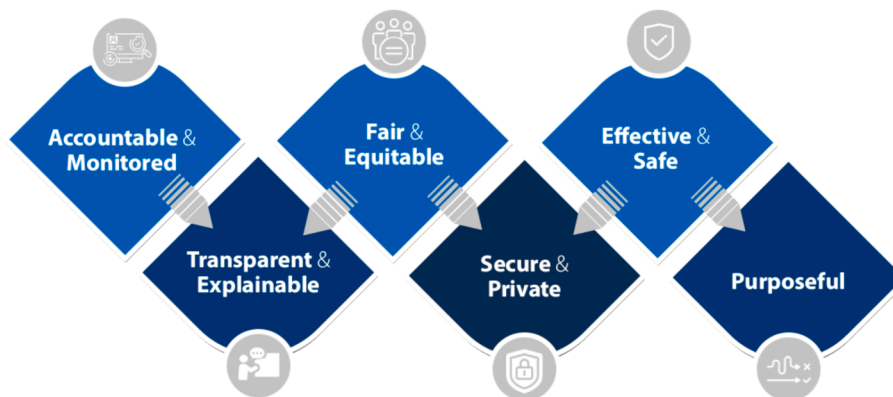 Accountable &
Monitored
Fair &
Equitable
Effective &
Safe
Transparent &
Explainable
Secure &
Private
Purposeful